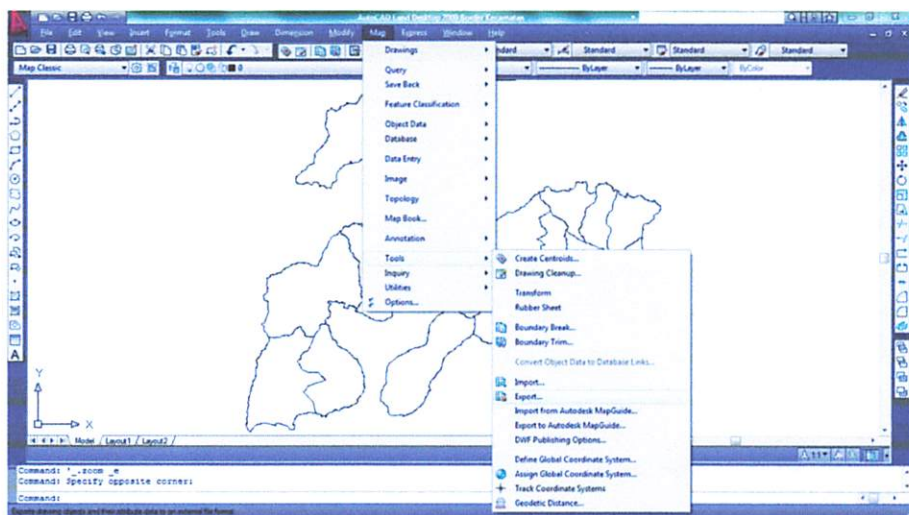 AutoCAD Land Desktop 2009 Border Kecamatan
File Edit View Insert Format Tools Draw Dimension Modify Map Express Window Help
Standard Standard Standard
Map Classic 0 ByLayer ByLayer ByColor
Drawings
Query
Save Back
Feature Classification
Object Data
Database
Data Entry
Image
Topology
Map Book...
Annotation
Tools
Inquiry
Utilities
Options...
Create Centroids...
Drawing Cleanup...
Transform
Rubber Sheet
Boundary Break...
Boundary Trim...
Convert Object Data to Database Links...
Import...
Export...
Import from Autodesk MapGuide...
Export to Autodesk MapGuide...
DWF Publishing Options...
Define Global Coordinate System...
Assign Global Coordinate System...
Track Coordinate Systems
Geodetic Distance...
A
Y
X
Model Layout1 Layout2
A 1:1
Command: '_.zoom _e
Command: Specify opposite corner:
Command:
Exports drawing objects and their attribute data to an external file format